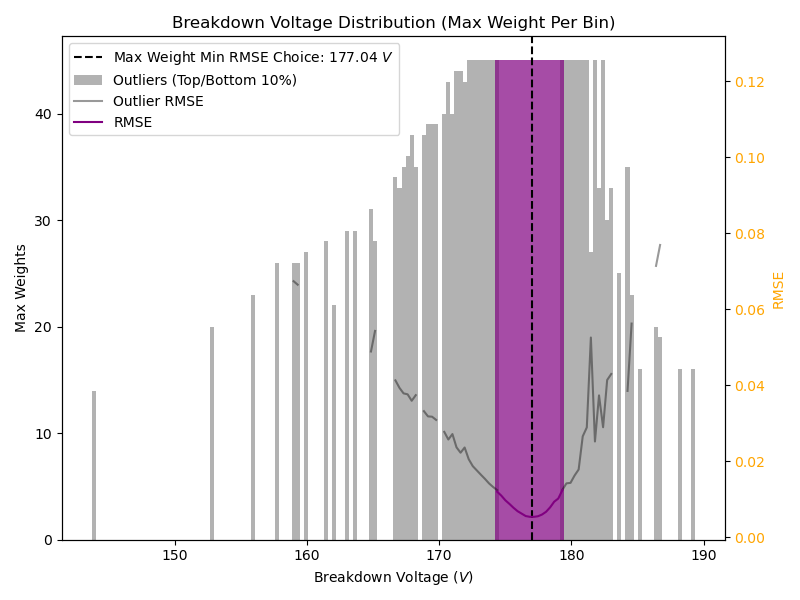 Breakdown Voltage Distribution (Max Weight Per Bin)
Max Weight Min RMSE Choice: 177.04 V
Outliers (Top/Bottom 10%)
Outlier RMSE
RMSE
Max Weights
40
30
20
10
0
0.12
0.10
0.08
0.06
0.04
0.02
0.00
RMSE
150 160 170 180 190
Breakdown Voltage (V)